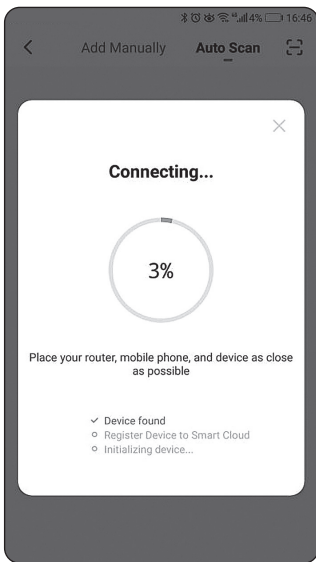 4% 16:46
Add Manually Auto Scan
Connecting...
3%
Place your router, mobile phone, and device as close
as possible
Device found
Register Device to Smart Cloud
Initializing device...